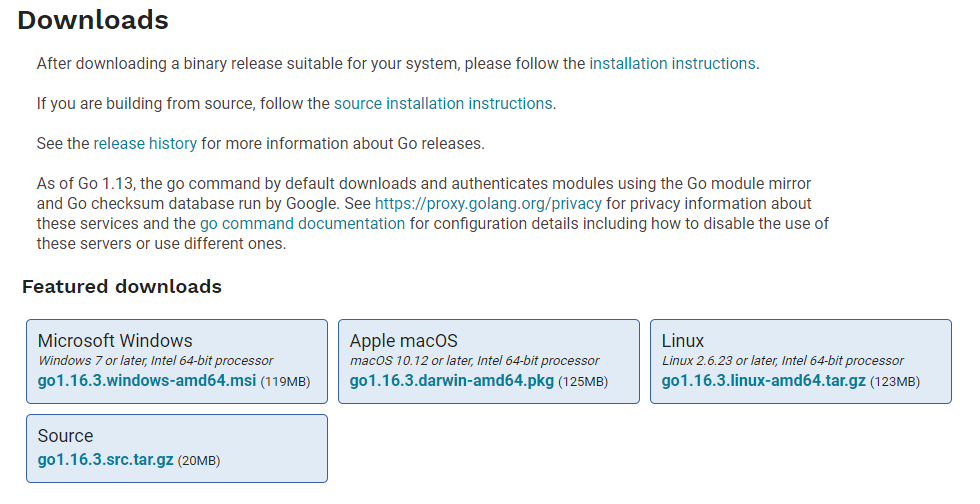 Downloads
After downloading a binary release suitable for your system, please follow the installation instructions.
If you are building from source, follow the source installation instructions.
See the release history for more information about Go releases.
As of Go 1.13, the go command by default downloads and authenticates modules using the Go module mirror
and Go checksum database run by Google. See https://proxy.golang.org/privacy for privacy information about
these services and the go command documentation for configuration details including how to disable the use of
these servers or use different ones.
Featured downloads
Microsoft Windows
Windows 7 or later, Intel 64-bit processor
go1.16.3.windows-amd64.msi (119MB)
Apple macOS
macOS 10.12 or later, Intel 64-bit processor
go1.16.3.darwin-amd64.pkg (125MB)
Linux
Linux 2.6.23 or later, Intel 64-bit processor
go1.16.3.linux-amd64.tar.gz (123MB)
Source
go1.16.3.src.tar.gz (20MB)